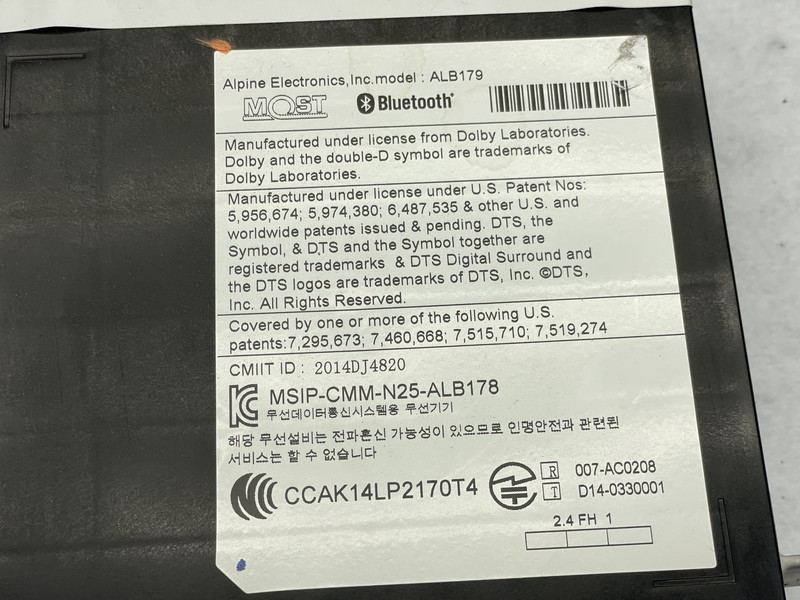 Alpine Electronics,Inc.model : ALB179
MOST Bluetooth
Manufactured under license from Dolby Laboratories.
Dolby and the double-D symbol are trademarks of
Dolby Laboratories.
Manufactured under license under U.S. Patent Nos:
5,956,674; 5,974,380; 6,487,535 & other U.S. and
worldwide patents issued & pending. DTS, the
Symbol, & DTS and the Symbol together are
registered trademarks & DTS Digital Surround and
the DTS logos are trademarks of DTS, Inc. ©DTS,
Inc. All Rights Reserved.
Covered by one or more of the following U.S.
patents:7,295,673; 7,460,668; 7,515,710; 7,519,274
CMIIT ID : 2014DJ4820
MSIP-CMM-N25-ALB178
무선데이터통신시스템용 무선기기
해당 무선설비는 전파혼신 가능성이 있으므로 인명안전과 관련된
서비스는 할 수 없습니다
CCAK14LP2170T4
R 007-AC0208
T D14-0330001
2.4 FH 1